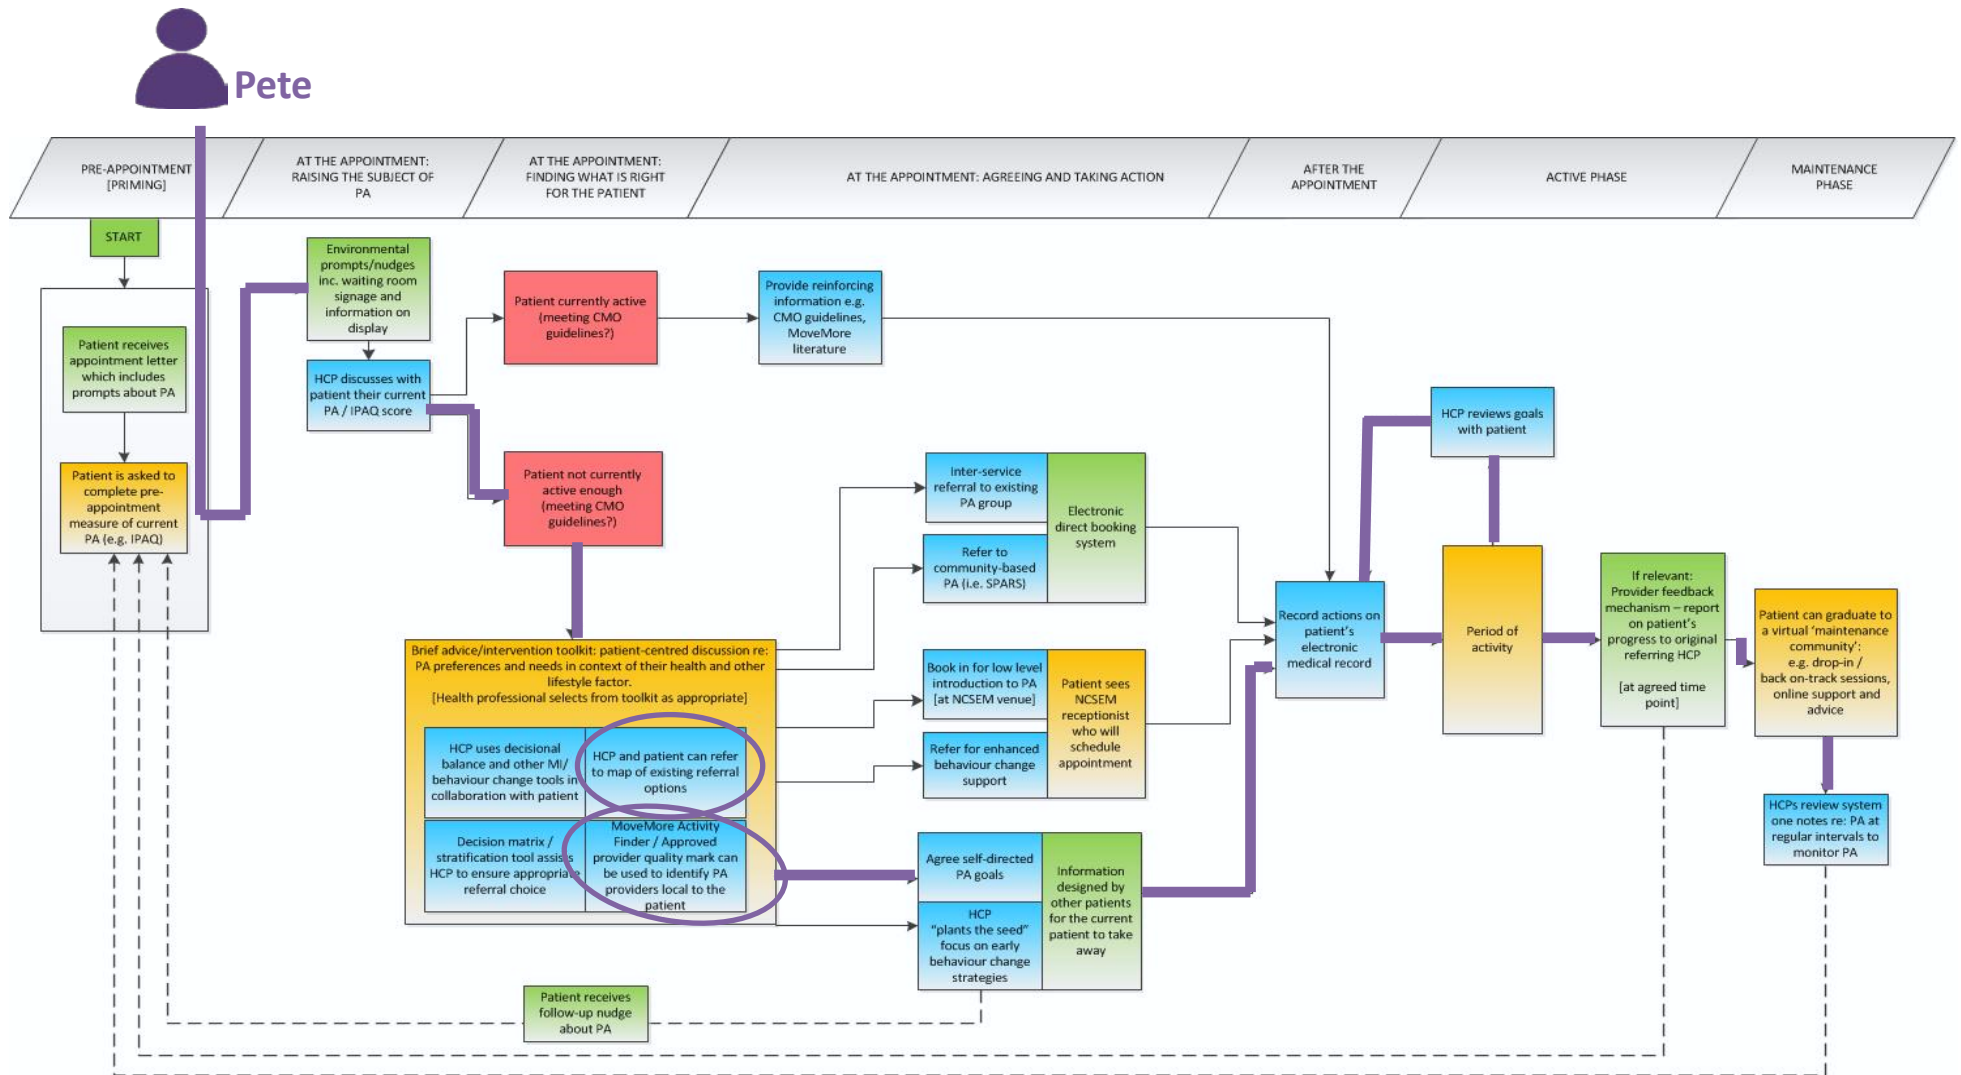 Pete
PRE-APPOINTMENT
[PRIMING]
AT THE APPOINTMENT:
RAISING THE SUBJECT OF
PA
AT THE APPOINTMENT:
FINDING WHAT IS RIGHT
FOR THE PATIENT
AT THE APPOINTMENT: AGREEING AND TAKING ACTION
AFTER THE
APPOINTMENT
ACTIVE PHASE
MAINTENANCE
PHASE
START
Patient receives
appointment letter
which includes
prompts about PA
Patient is asked to
complete pre-
appointment
measure of current
PA (e.g. IPAQ)
Environmental
prompts/nudges
inc. waiting room
signage and
information on
display
HCP discusses with
patient their current
PA / IPAQ score
Patient currently active
(meeting CMO
guidelines?)
Patient not currently
active enough
(meeting CMO
guidelines?)
Provide reinforcing
information e.g.
CMO guidelines,
MoveMore
literature
Brief advice/intervention toolkit: patient-centred discussion re:
PA preferences and needs in context of their health and other
lifestyle factor.
[Health professional selects from toolkit as appropriate]
HCP uses decisional
balance and other MI/
behaviour change tools in
collaboration with patient
HCP and patient can refer
to map of existing referral
options
Decision matrix /
stratification tool assists
HCP to ensure appropriate
referral choice
MoveMore Activity
Finder / Approved
provider quality mark can
be used to identify PA
providers local to the
patient
Inter-service
referral to existing
PA group
Refer to
community-based
PA (i.e. SPARS)
Electronic
direct booking
system
Book in for low level
introduction to PA
[at NCSEM venue]
Refer for enhanced
behaviour change
support
Patient sees
NCSEM
receptionist
who will
schedule
appointment
Agree self-directed
PA goals
HCP
“plants the seed”
focus on early
behaviour change
strategies
Information
designed by
other patients
for the current
patient to take
away
Patient receives
follow-up nudge
about PA
Record actions on
patient’s
electronic
medical record
HCP reviews goals
with patient
Period of
activity
If relevant:
Provider feedback
mechanism – report
on patient’s
progress to original
referring HCP
[at agreed time
point]
Patient can graduate to
a virtual ‘maintenance
community’:
e.g. drop-in /
back on-track sessions,
online support and
advice
HCPs review system
one notes re: PA at
regular intervals to
monitor PA